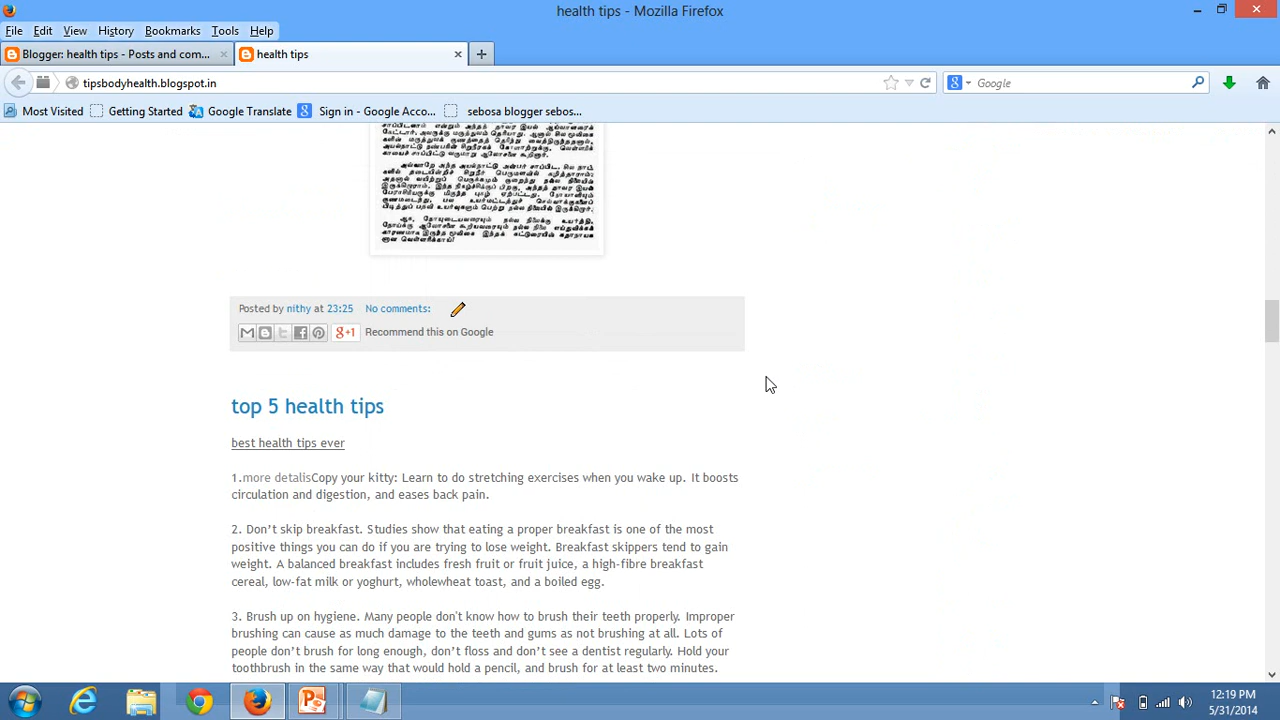 health tips - Mozilla Firefox
File Edit View History Bookmarks Tools Help
Blogger: health tips - Posts and com... health tips
tipsbodyhealth.blogspot.in Google
Most Visited Getting Started Google Translate Sign in - Google Acco... sebosa blogger sebos...
Posted by nithy at 23:25 No comments:
g+1 Recommend this on Google
top 5 health tips
best health tips ever
1.more detalisCopy your kitty: Learn to do stretching exercises when you wake up. It boosts
circulation and digestion, and eases back pain.
2. Don’t skip breakfast. Studies show that eating a proper breakfast is one of the most
positive things you can do if you are trying to lose weight. Breakfast skippers tend to gain
weight. A balanced breakfast includes fresh fruit or fruit juice, a high-fibre breakfast
cereal, low-fat milk or yoghurt, wholewheat toast, and a boiled egg.
3. Brush up on hygiene. Many people don't know how to brush their teeth properly. Improper
brushing can cause as much damage to the teeth and gums as not brushing at all. Lots of
people don’t brush for long enough, don’t floss and don’t see a dentist regularly. Hold your
toothbrush in the same way that would hold a pencil, and brush for at least two minutes.
12:19 PM
5/31/2014